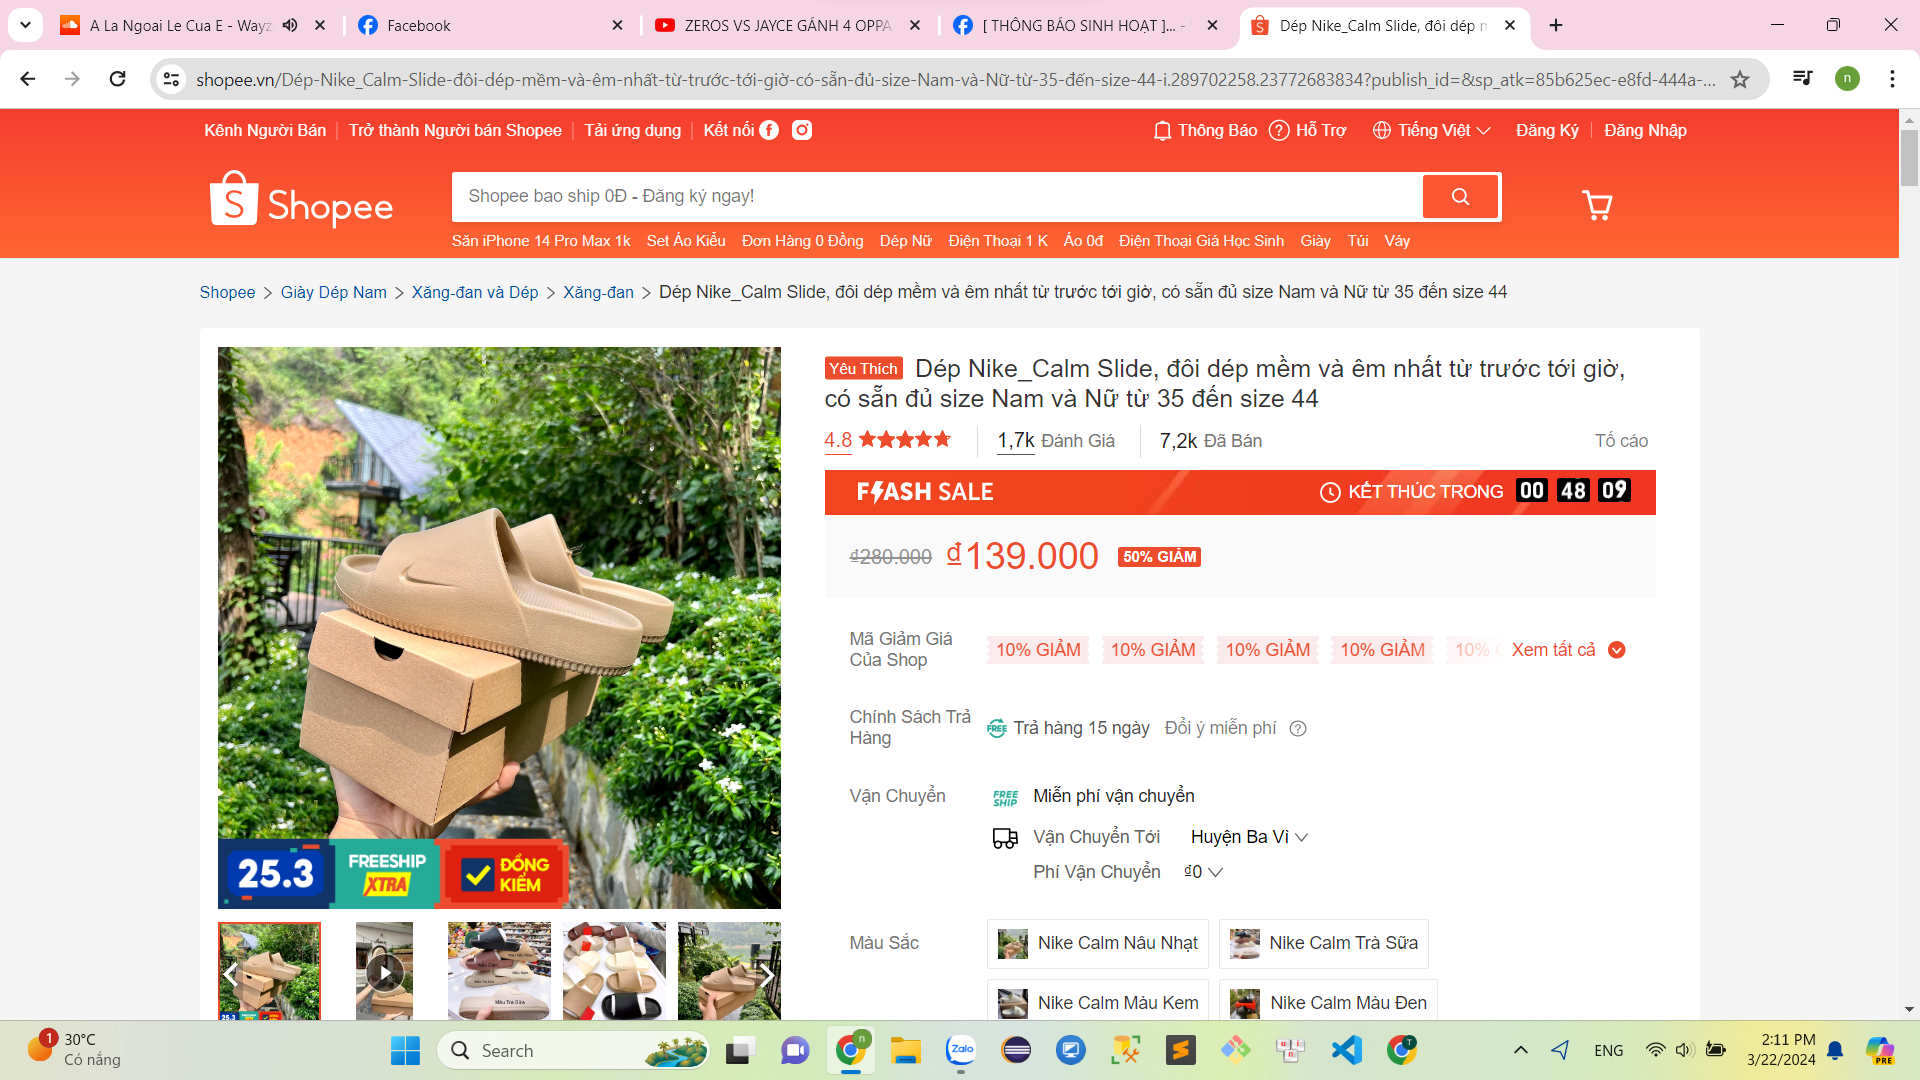 A La Ngoai Le Cua E - Wayz
Facebook
ZEROS VS JAYCE GÁNH 4 OPPA
[ THÔNG BÁO SINH HOẠT ]... -
Dép Nike_Calm Slide, đôi dép m
shopee.vn/Dép-Nike_Calm-Slide-đôi-dép-mềm-và-êm-nhất-từ-trước-tới-giờ-có-sẵn-đủ-size-Nam-và-Nữ-từ-35-đến-size-44-i.289702258.23772683834?publish_id=&sp_atk=85b625ec-e8fd-444a-...
n
Kênh Người Bán
Trở thành Người bán Shopee
Tải ứng dụng
Kết nối
Thông Báo
Hỗ Trợ
Tiếng Việt
Đăng Ký
Đăng Nhập
Shopee
Shopee bao ship 0Đ - Đăng ký ngay!
Săn iPhone 14 Pro Max 1k
Set Áo Kiểu
Đơn Hàng 0 Đồng
Dép Nữ
Điện Thoại 1 K
Áo 0đ
Điện Thoại Giá Học Sinh
Giày
Túi
Váy
Shopee > Giày Dép Nam > Xăng-đan và Dép > Xăng-đan > Dép Nike_Calm Slide, đôi dép mềm và êm nhất từ trước tới giờ, có sẵn đủ size Nam và Nữ từ 35 đến size 44
Yêu Thích Dép Nike_Calm Slide, đôi dép mềm và êm nhất từ trước tới giờ,
có sẵn đủ size Nam và Nữ từ 35 đến size 44
4.8
1,7k Đánh Giá
7,2k Đã Bán
Tố cáo
FLASH SALE
KẾT THÚC TRONG 00 48 09
₫280.000 ₫139.000 50% GIẢM
Mã Giảm Giá
Của Shop
10% GIẢM
10% GIẢM
10% GIẢM
10% GIẢM
10% G
Xem tất cả
Chính Sách Trả
Hàng
FREE
Trả hàng 15 ngày
Đổi ý miễn phí
Vận Chuyển
FREE
SHIP
Miễn phí vận chuyển
Vận Chuyển Tới
Huyện Ba Vì
Phí Vận Chuyển
₫0
25.3
FREESHIP
XTRA
ĐỒNG
KIỂM
Màu Sắc
Nike Calm Nâu Nhạt
Nike Calm Trà Sữa
Nike Calm Màu Kem
Nike Calm Màu Đen
Màu Trà Sữa
25.3
1
30°C
Có nắng
Search
n
Zalo
T
ENG
2:11 PM
3/22/2024
PRE